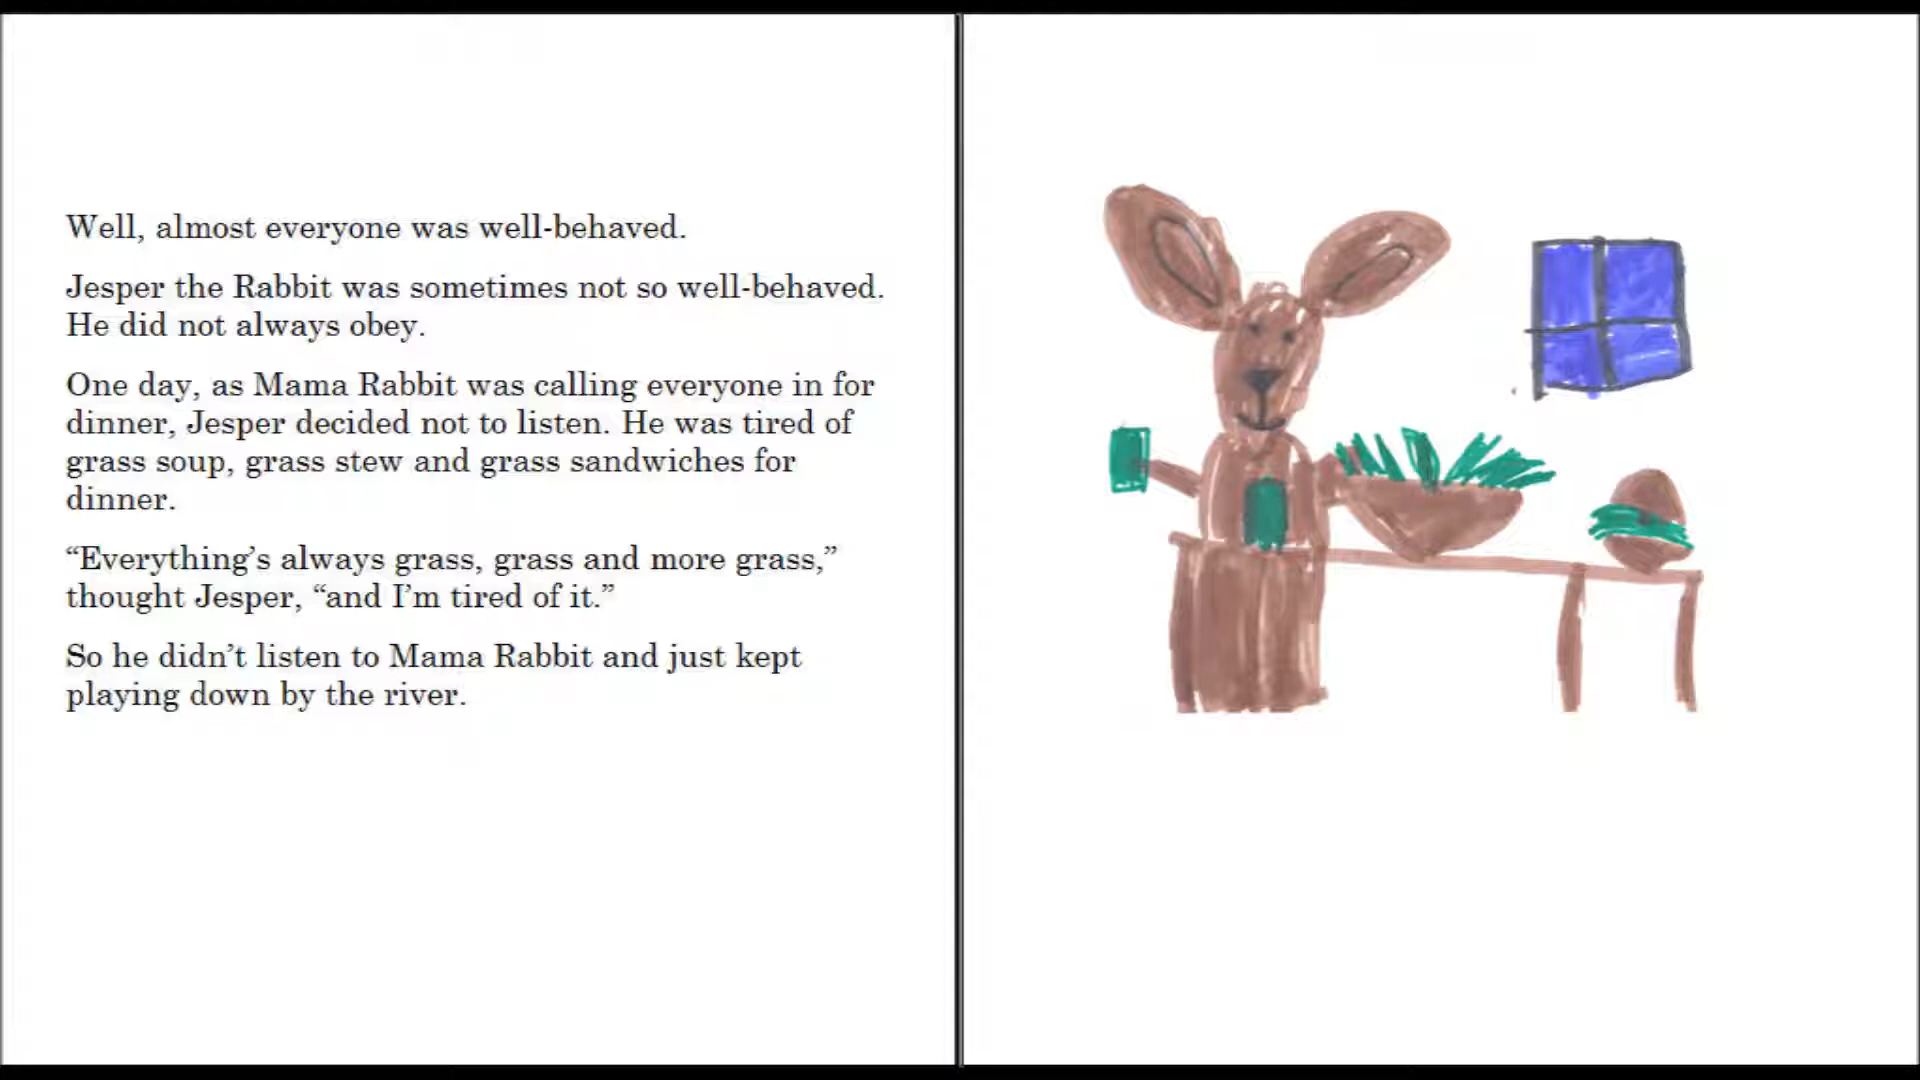 Well, almost everyone was well-behaved.
Jesper the Rabbit was sometimes not so well-behaved.
He did not always obey.
One day, as Mama Rabbit was calling everyone in for
dinner, Jesper decided not to listen. He was tired of
grass soup, grass stew and grass sandwiches for
dinner.
“Everything’s always grass, grass and more grass,”
thought Jesper, “and I’m tired of it.”
So he didn’t listen to Mama Rabbit and just kept
playing down by the river.